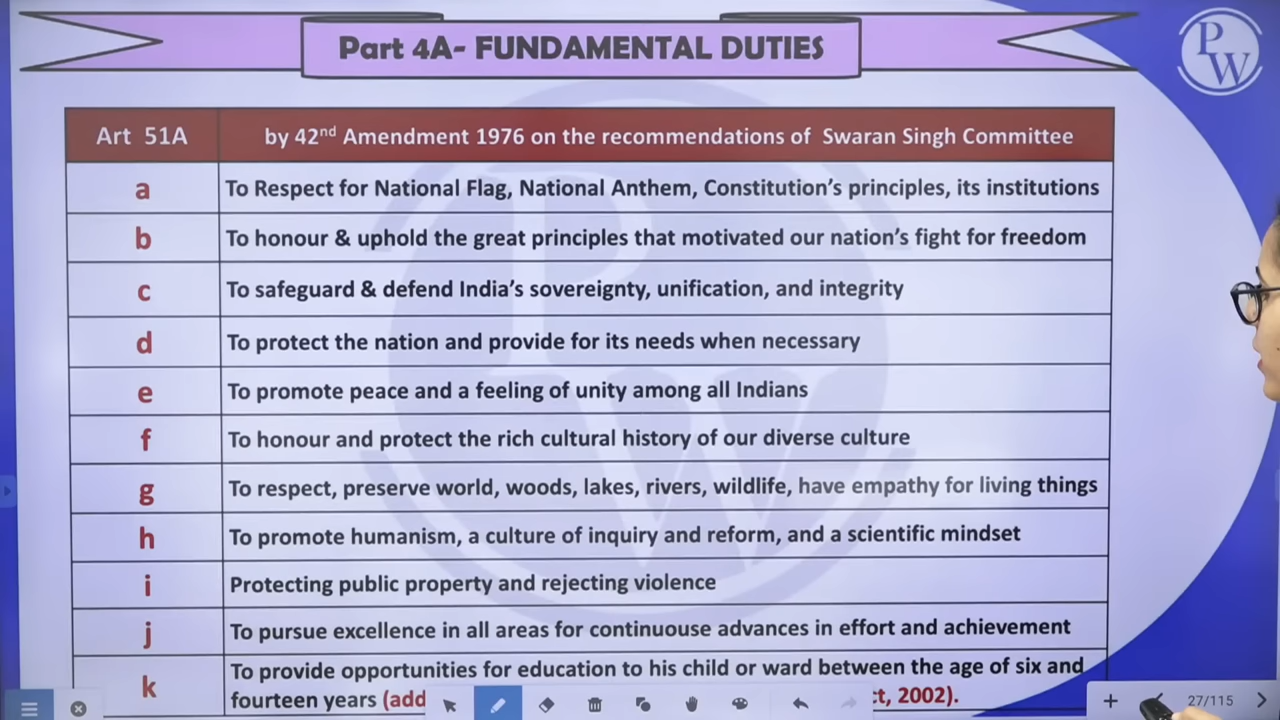 Part 4A- FUNDAMENTAL DUTIES
PW
Art 51A by 42nd Amendment 1976 on the recommendations of Swaran Singh Committee
a To Respect for National Flag, National Anthem, Constitution's principles, its institutions
b To honour & uphold the great principles that motivated our nation's fight for freedom
c To safeguard & defend India's sovereignty, unification, and integrity
d To protect the nation and provide for its needs when necessary
e To promote peace and a feeling of unity among all Indians
f To honour and protect the rich cultural history of our diverse culture
g To respect, preserve world, woods, lakes, rivers, wildlife, have empathy for living things
h To promote humanism, a culture of inquiry and reform, and a scientific mindset
i Protecting public property and rejecting violence
j To pursue excellence in all areas for continuouse advances in effort and achievement
k To provide opportunities for education to his child or ward between the age of six and
fourteen years (add ct, 2002).
27/115